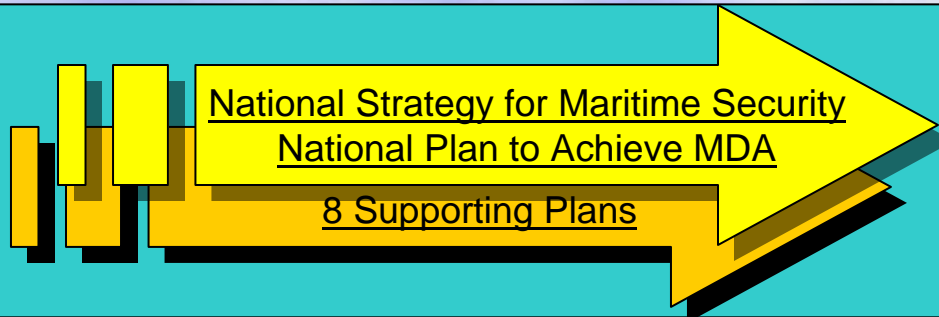 National Strategy for Maritime Security
National Plan to Achieve MDA
8 Supporting Plans